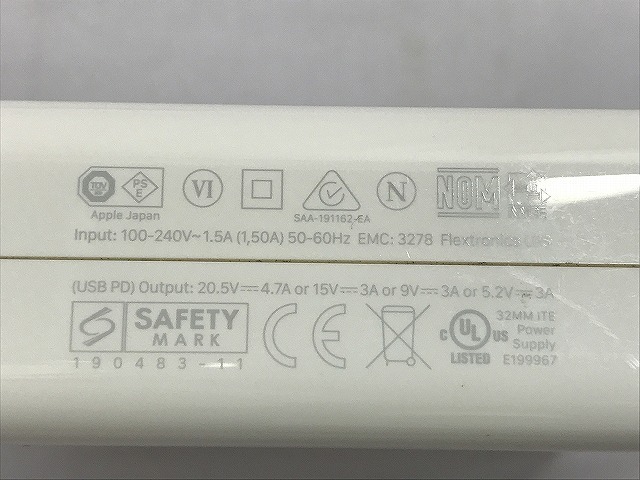 TÜV PS E VI N NOM
Apple Japan SAA-191162-EA
Input: 100-240V~1.5A (1,50A) 50-60Hz EMC: 3278 Flextronics
(USB PD) Output: 20.5V⎓4.7A or 15V⎓3A or 9V⎓3A or 5.2V⎓3A
SAFETY
MARK
190483-11
CE
c UL us
LISTED
32MM ITE
Power
Supply
E199967